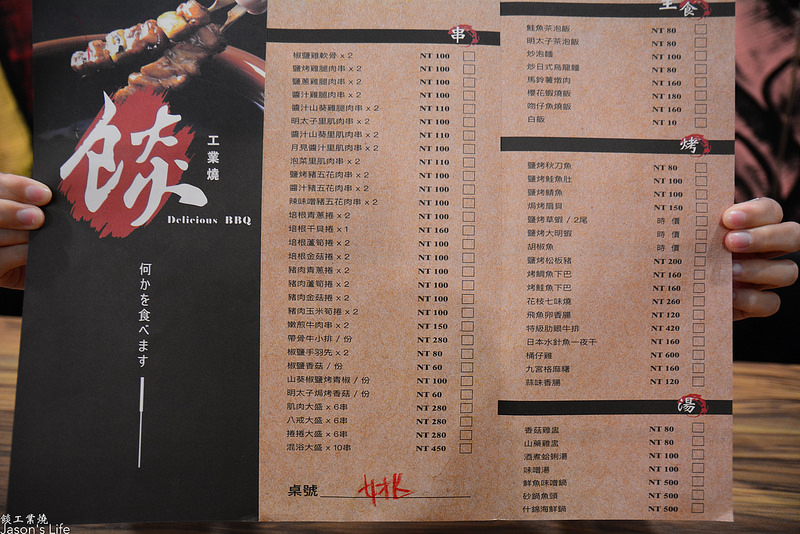 餤
工業燒
Delicious BBQ
何かを食べます
串
椒鹽雞軟骨 x 2 NT 100
鹽烤雞腿肉串 x 2 NT 100
鹽蔥雞腿肉串 x 2 NT 100
醬汁雞腿肉串 x 2 NT 100
醬汁山葵雞腿肉串 x 2 NT 110
明太子里肌肉串 x 2 NT 100
醬汁山葵里肌肉串 x 2 NT 110
月見醬汁里肌肉串 x 2 NT 100
泡菜里肌肉串 x 2 NT 110
鹽烤豬五花肉串 x 2 NT 100
醬汁豬五花肉串 x 2 NT 100
辣味噌豬五花肉串 x 2 NT 100
培根青蔥捲 x 2 NT 100
培根干貝捲 x 1 NT 160
培根蘆筍捲 x 2 NT 100
培根金菇捲 x 2 NT 100
豬肉青蔥捲 x 2 NT 100
豬肉蘆筍捲 x 2 NT 100
豬肉金菇捲 x 2 NT 100
豬肉玉米筍捲 x 2 NT 100
嫩煎牛肉串 x 2 NT 150
帶骨牛小排 / 份 NT 280
椒鹽手羽先 x 2 NT 80
椒鹽香菇 / 份 NT 60
山葵椒鹽烤青椒 / 份 NT 100
明太子焗烤香菇 / 份 NT 60
肌肉大盛 x 6串 NT 280
八戒大盛 x 6串 NT 280
捲捲大盛 x 6串 NT 280
混浴大盛 x 10串 NT 450
桌號
主食
鮭魚茶泡飯 NT 80
明太子茶泡飯 NT 80
炒泡麵 NT 100
炒日式烏龍麵 NT 80
馬鈴薯燉肉 NT 160
櫻花蝦燒飯 NT 180
吻仔魚燒飯 NT 160
白飯 NT 10
烤
鹽烤秋刀魚 NT 80
鹽烤鮭魚肚 NT 100
鹽烤鯖魚 NT 100
焗烤扇貝 NT 150
鹽烤草蝦 / 2尾 時價
鹽烤大明蝦 時價
胡椒魚 時價
鹽烤松板豬 NT 200
烤鯛魚下巴 NT 160
烤鮭魚下巴 NT 160
花枝七味燒 NT 260
飛魚卵香腸 NT 120
特級肋眼牛排 NT 420
日本水針魚一夜干 NT 160
桶仔雞 NT 600
九宮格麻糬 NT 160
蒜味香腸 NT 120
湯
香菇雞盅 NT 80
山藥雞盅 NT 80
酒煮蛤蜊湯 NT 100
味噌湯 NT 100
鮮魚味噌鍋 NT 500
砂鍋魚頭 NT 500
什錦海鮮鍋 NT 500
餤工業燒
Jason's Life